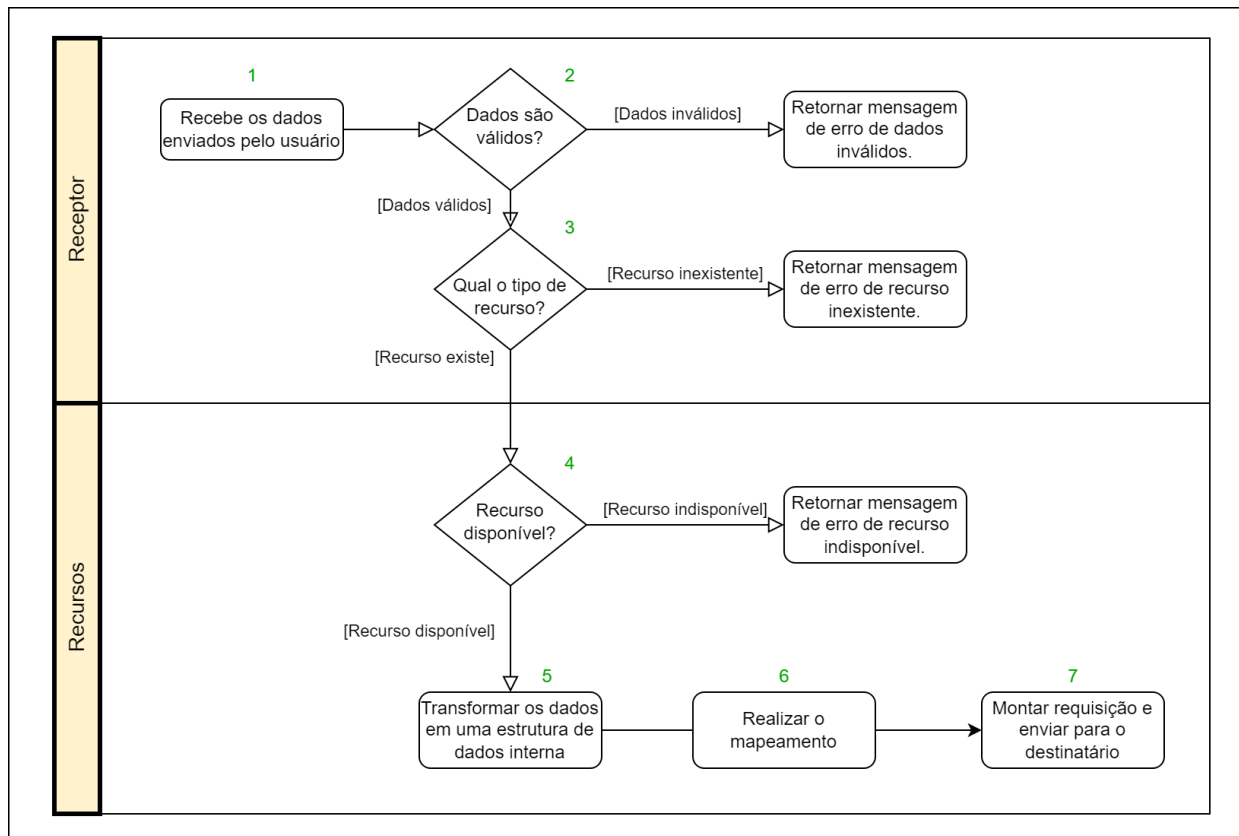 Receptor
1
Recebe os dados
enviados pelo usuário
2
Dados são
válidos?
[Dados inválidos]
Retornar mensagem
de erro de dados
inválidos.
[Dados válidos]
3
Qual o tipo de
recurso?
[Recurso inexistente]
Retornar mensagem
de erro de recurso
inexistente.
[Recurso existe]
Recursos
4
Recurso
disponível?
[Recurso indisponível]
Retornar mensagem
de erro de recurso
indisponível.
[Recurso disponível]
5
Transformar os dados
em uma estrutura de
dados interna
6
Realizar o
mapeamento
7
Montar requisição e
enviar para o
destinatário